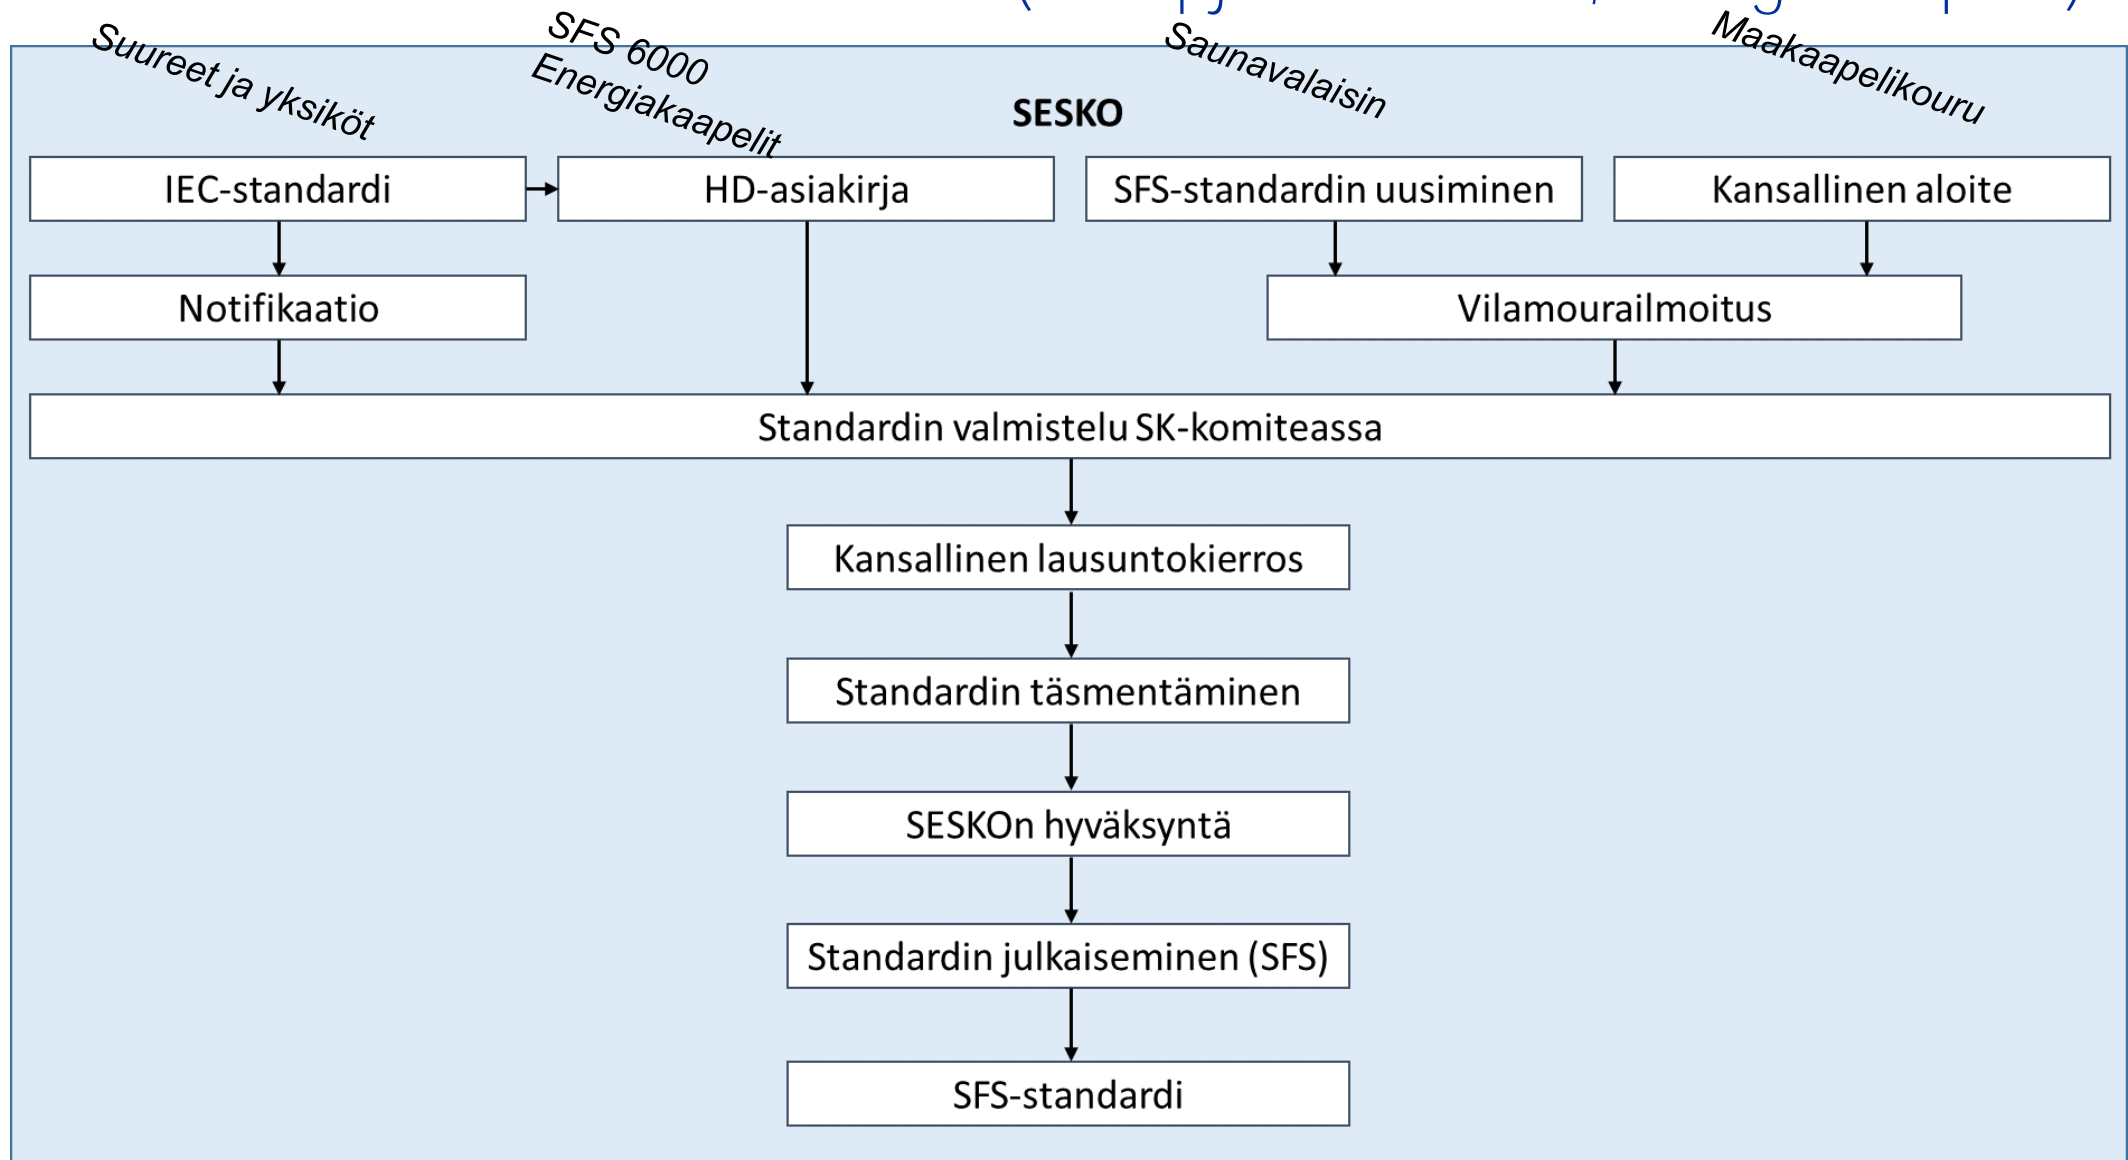 Suureet ja yksiköt
SFS 6000
Energiakaapelit
Saunavalaisin
Maakaapelikouru
SESKO
IEC-standardi
HD-asiakirja
SFS-standardin uusiminen
Kansallinen aloite
Notifikaatio
Vilamourailmoitus
Standardin valmistelu SK-komiteassa
Kansallinen lausuntokierros
Standardin täsmentäminen
SESKOn hyväksyntä
Standardin julkaiseminen (SFS)
SFS-standardi